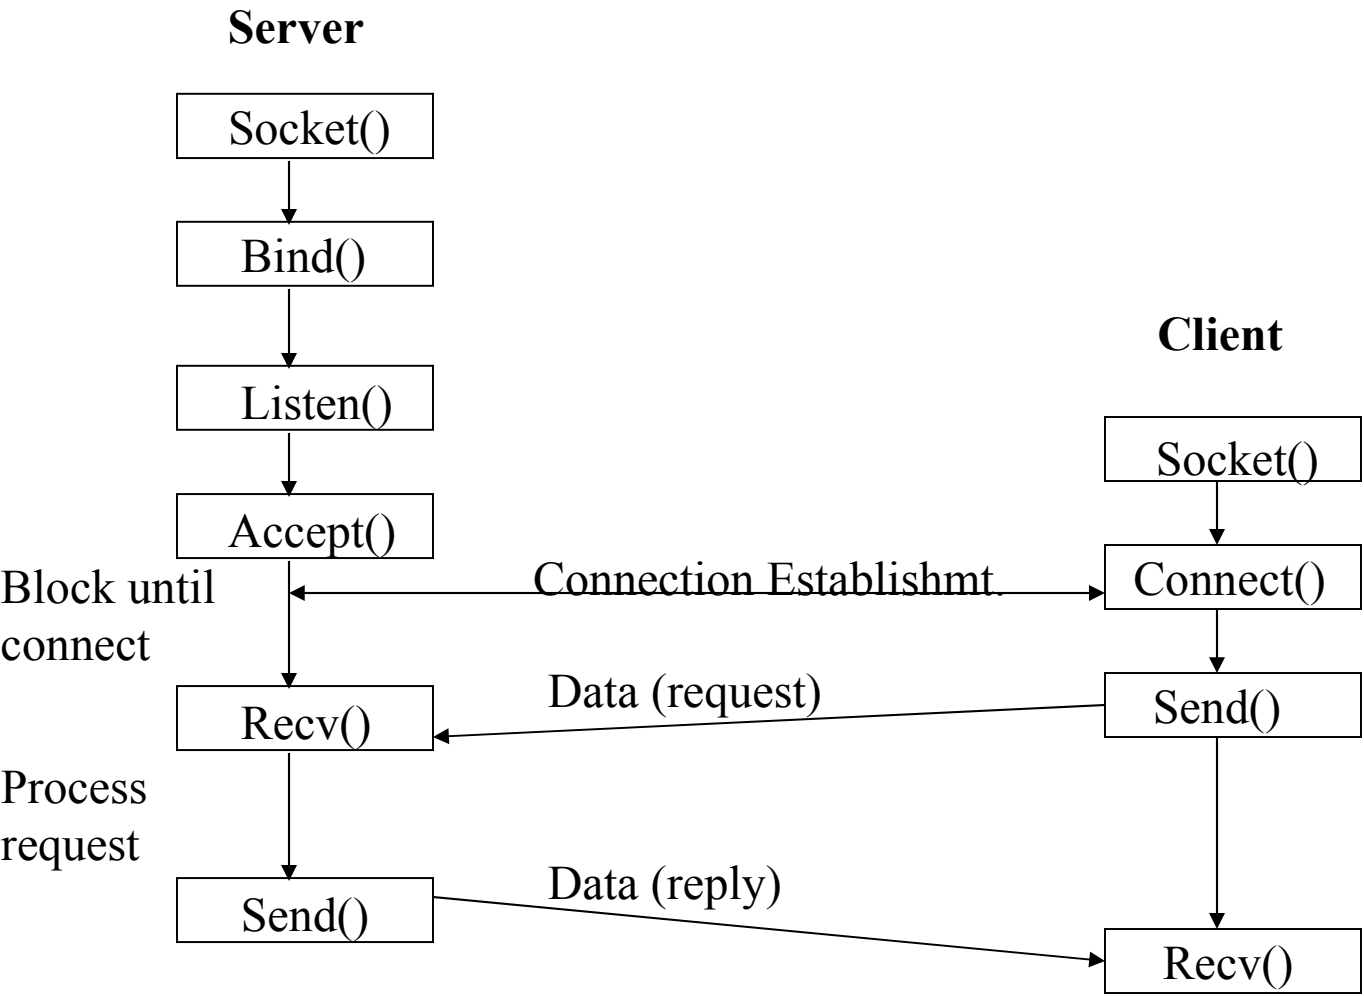 Server
Socket()
Bind()
Client
Listen()
Socket()
Accept()
Connection Establishmt.
Connect()
Block until
connect
Data (request)
Send()
Recv()
Process
request
Data (reply)
Send()
Recv()